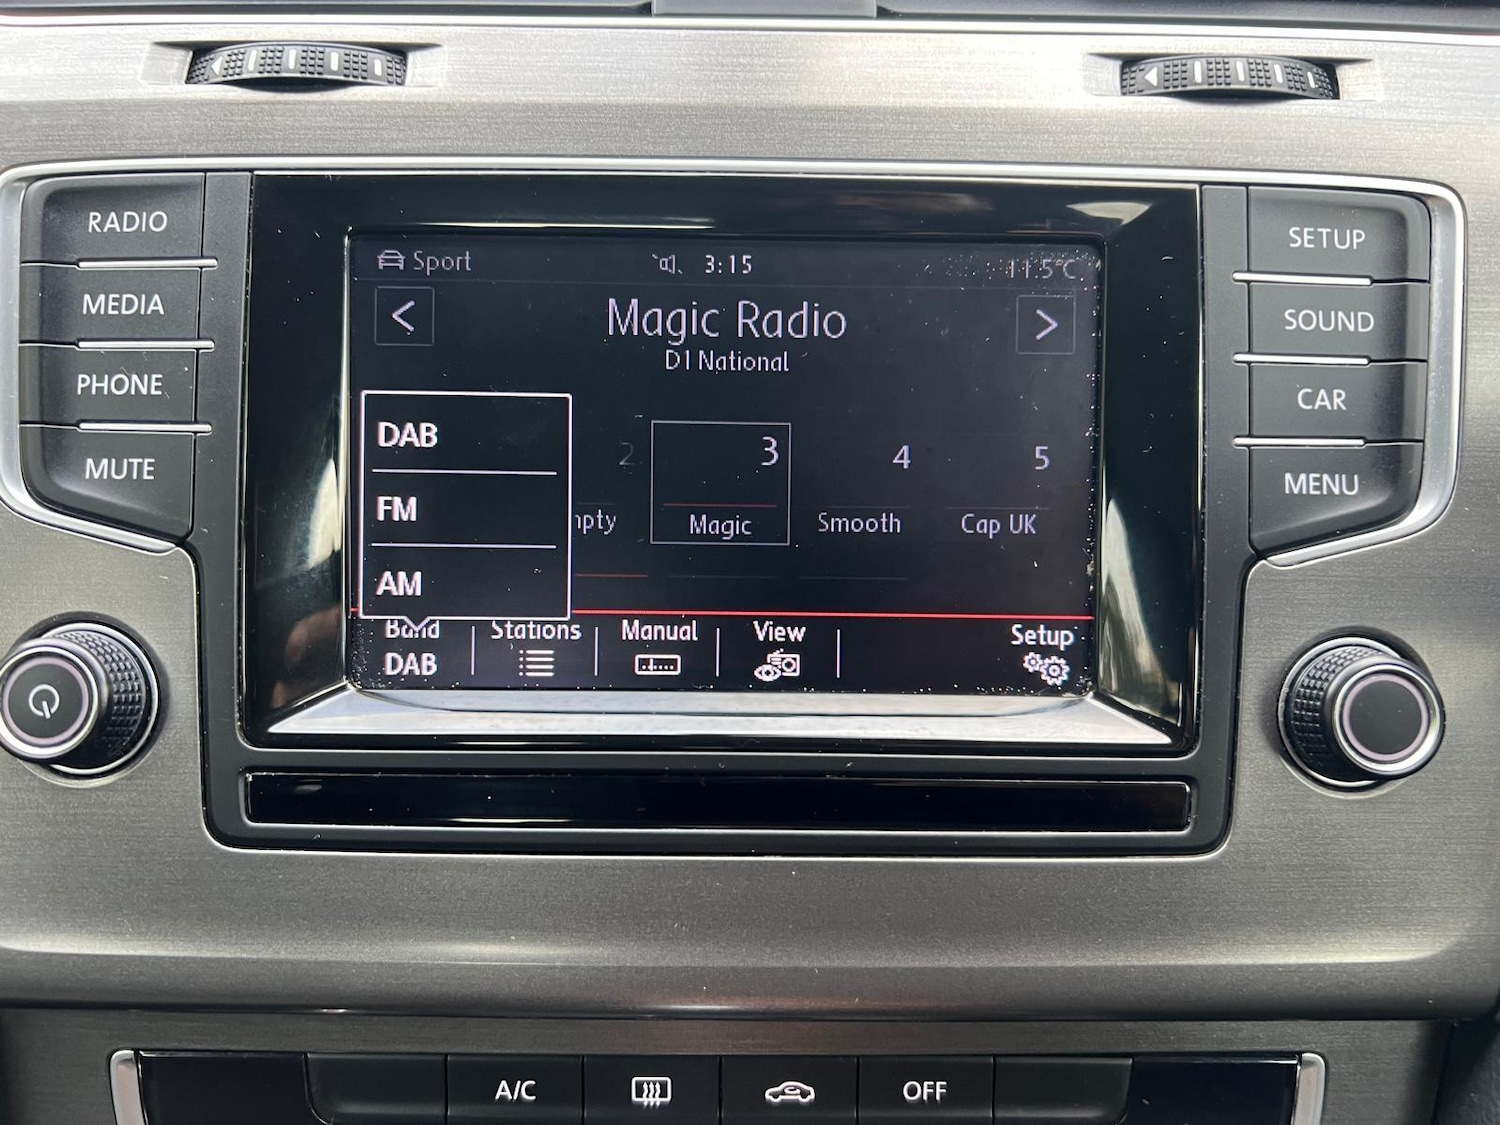 RADIO
MEDIA
PHONE
MUTE
Sport
3:15
11.5°C
Magic Radio
D1 National
DAB
FM
AM
2
3
4
5
Magic
Smooth
Cap UK
Band
DAB
Stations
Manual
View
Setup
SETUP
SOUND
CAR
MENU
A/C
OFF